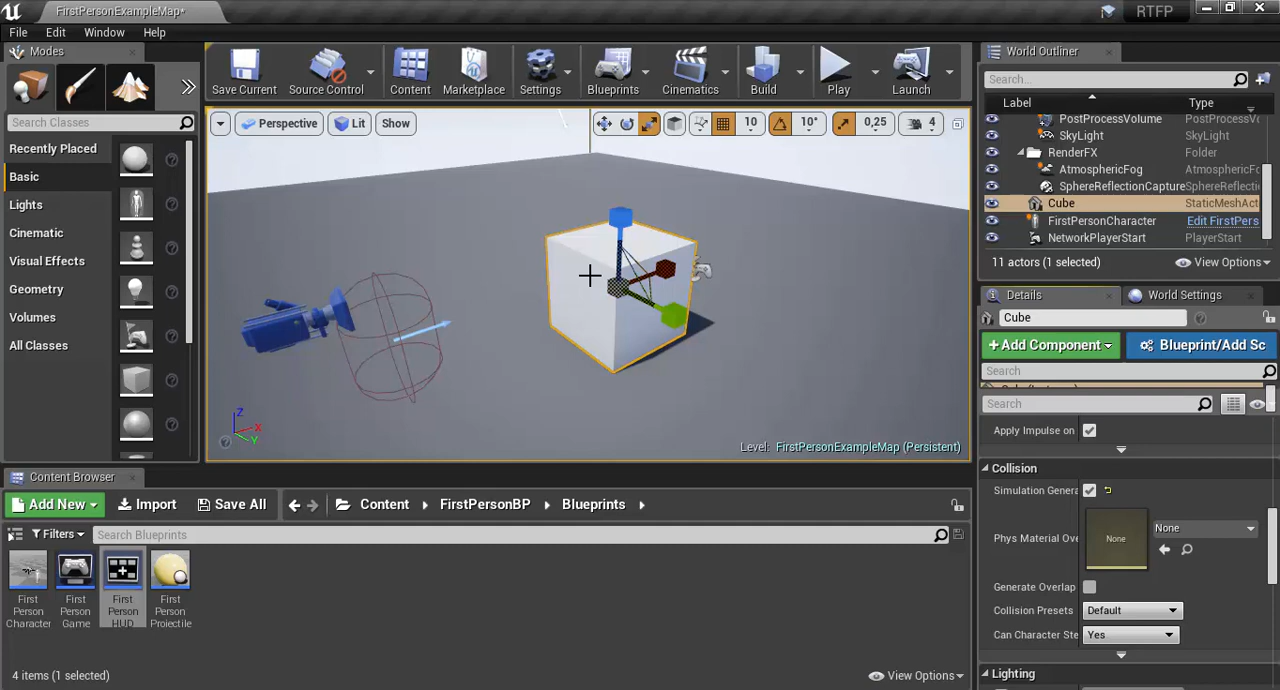 FirstPersonExampleMap*
RTFP
File Edit Window Help
Modes
Search Classes
Recently Placed
Basic
Lights
Cinematic
Visual Effects
Geometry
Volumes
All Classes
Save Current
Source Control
Content
Marketplace
Settings
Blueprints
Cinematics
Build
Play
Launch
Perspective
Lit
Show
10
10°
0,25
4
Z
X
Y
Level: FirstPersonExampleMap (Persistent)
World Outliner
Search...
Label Type
PostProcessVolume PostProcessV
SkyLight SkyLight
RenderFX Folder
AtmosphericFog AtmosphericF
SphereReflectionCapture SphereReflecti
Cube StaticMeshAct
FirstPersonCharacter Edit FirstPers
NetworkPlayerStart PlayerStart
11 actors (1 selected) View Options
Details
World Settings
Cube
+Add Component
Blueprint/Add Sc
Search
Search
Apply Impulse on
Collision
Simulation Genera
Phys Material Ove
None
None
Generate Overlap
Collision Presets Default
Can Character Ste Yes
Lighting
Content Browser
Add New
Import
Save All
Content
FirstPersonBP
Blueprints
Filters
Search Blueprints
First Person Character
First Person Game
First Person HUD
First Person Projectile
4 items (1 selected)
View Options